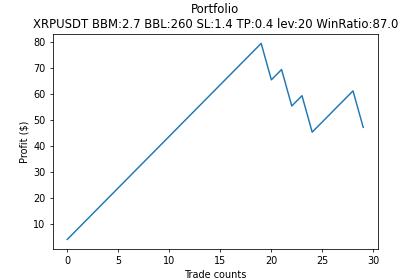 Portfolio
XRPUSDT BBM:2.7 BBL:260 SL:1.4 TP:0.4 lev:20 WinRatio:87.0
80
70
60
50
40
30
20
10
Profit ($)
0 5 10 15 20 25 30
Trade counts